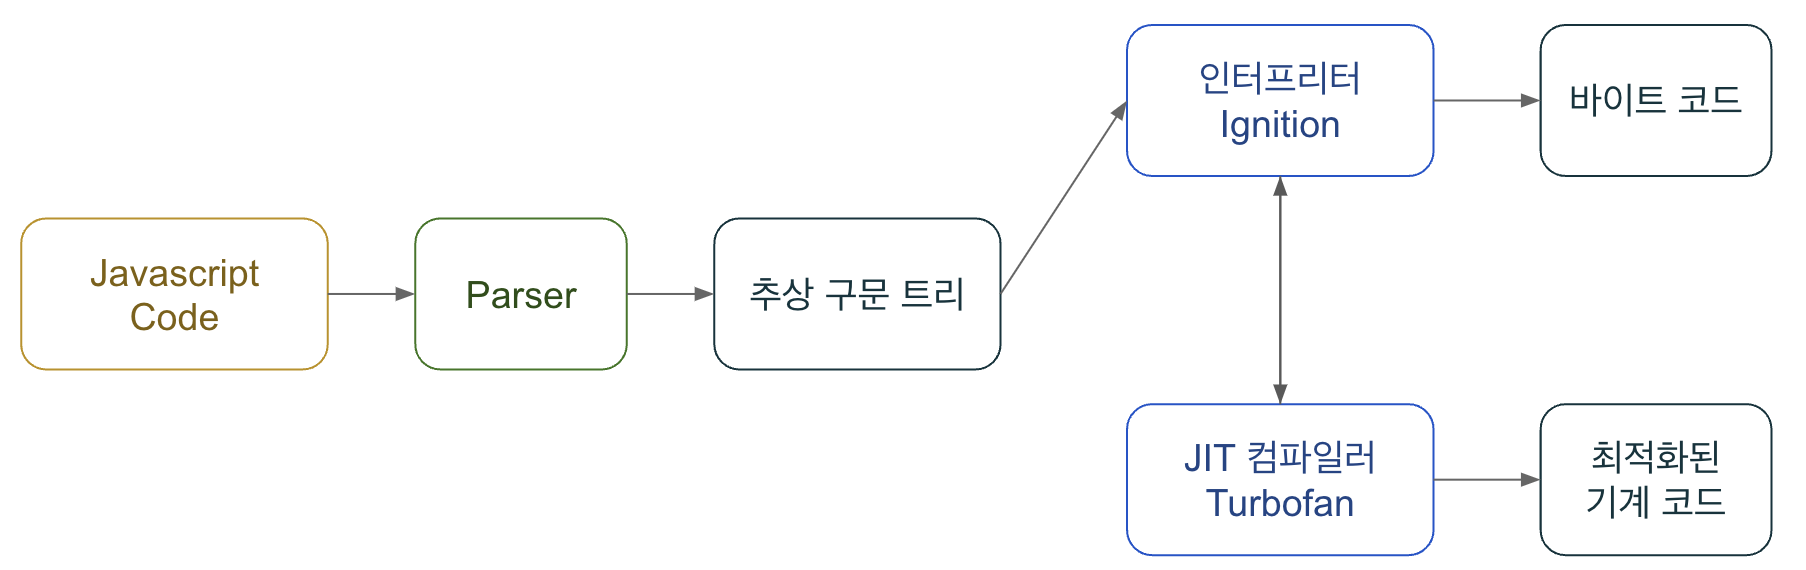 Javascript
Code
Parser
추상 구문 트리
인터프리터
Ignition
바이트 코드
JIT 컴파일러
Turbofan
최적화된
기계 코드